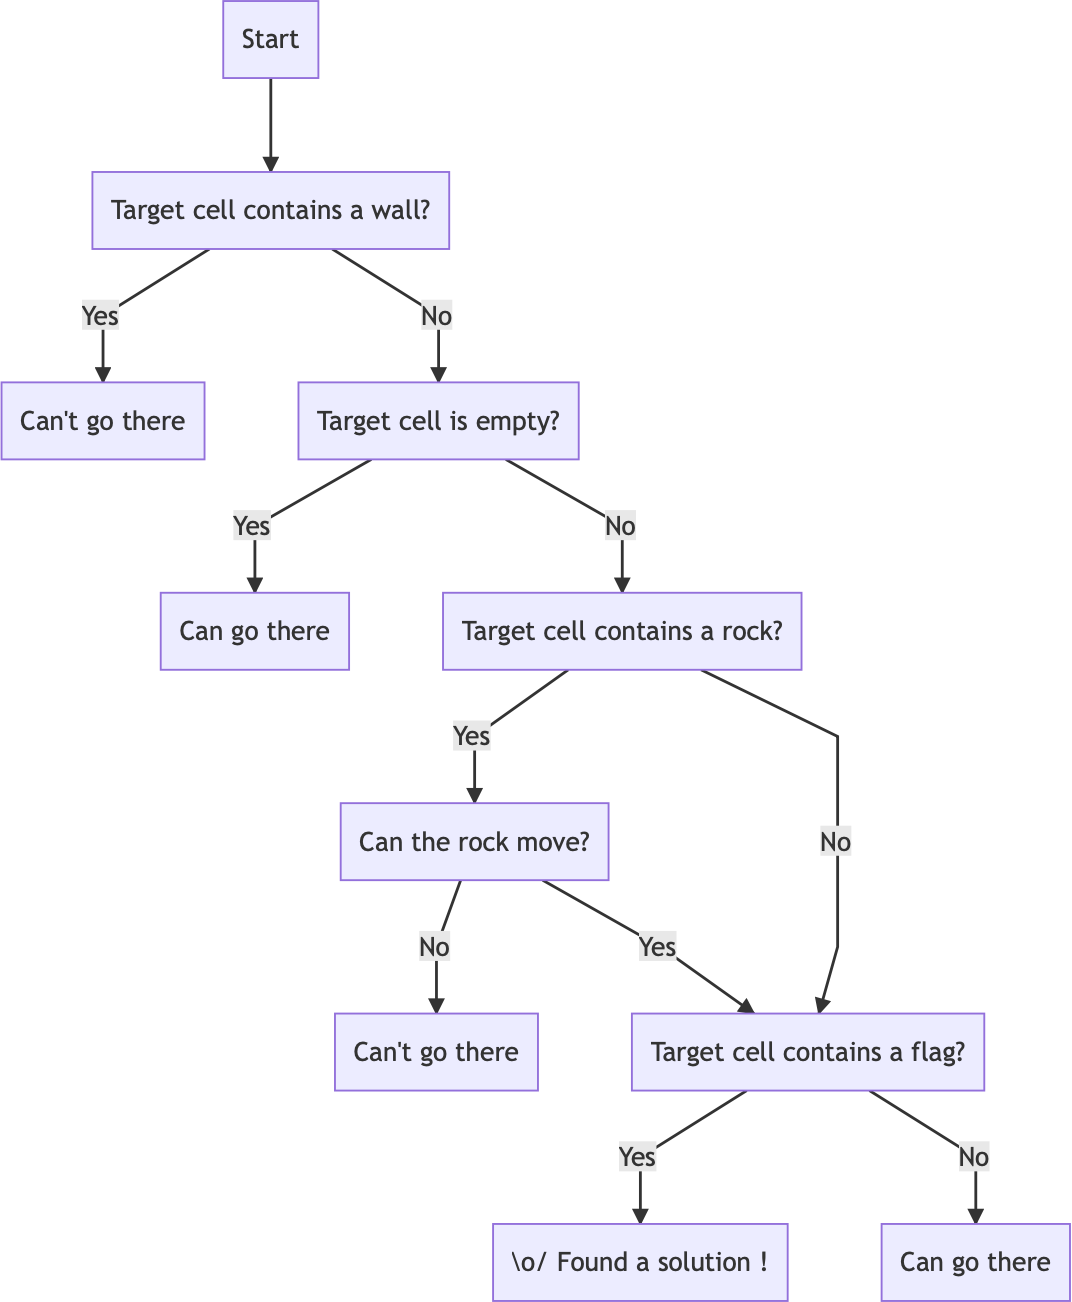 Start
Target cell contains a wall?
Yes
No
Can't go there
Target cell is empty?
Yes
No
Can go there
Target cell contains a rock?
Yes
Can the rock move?
No
No
Yes
Can't go there
Target cell contains a flag?
Yes
No
\o/ Found a solution !
Can go there